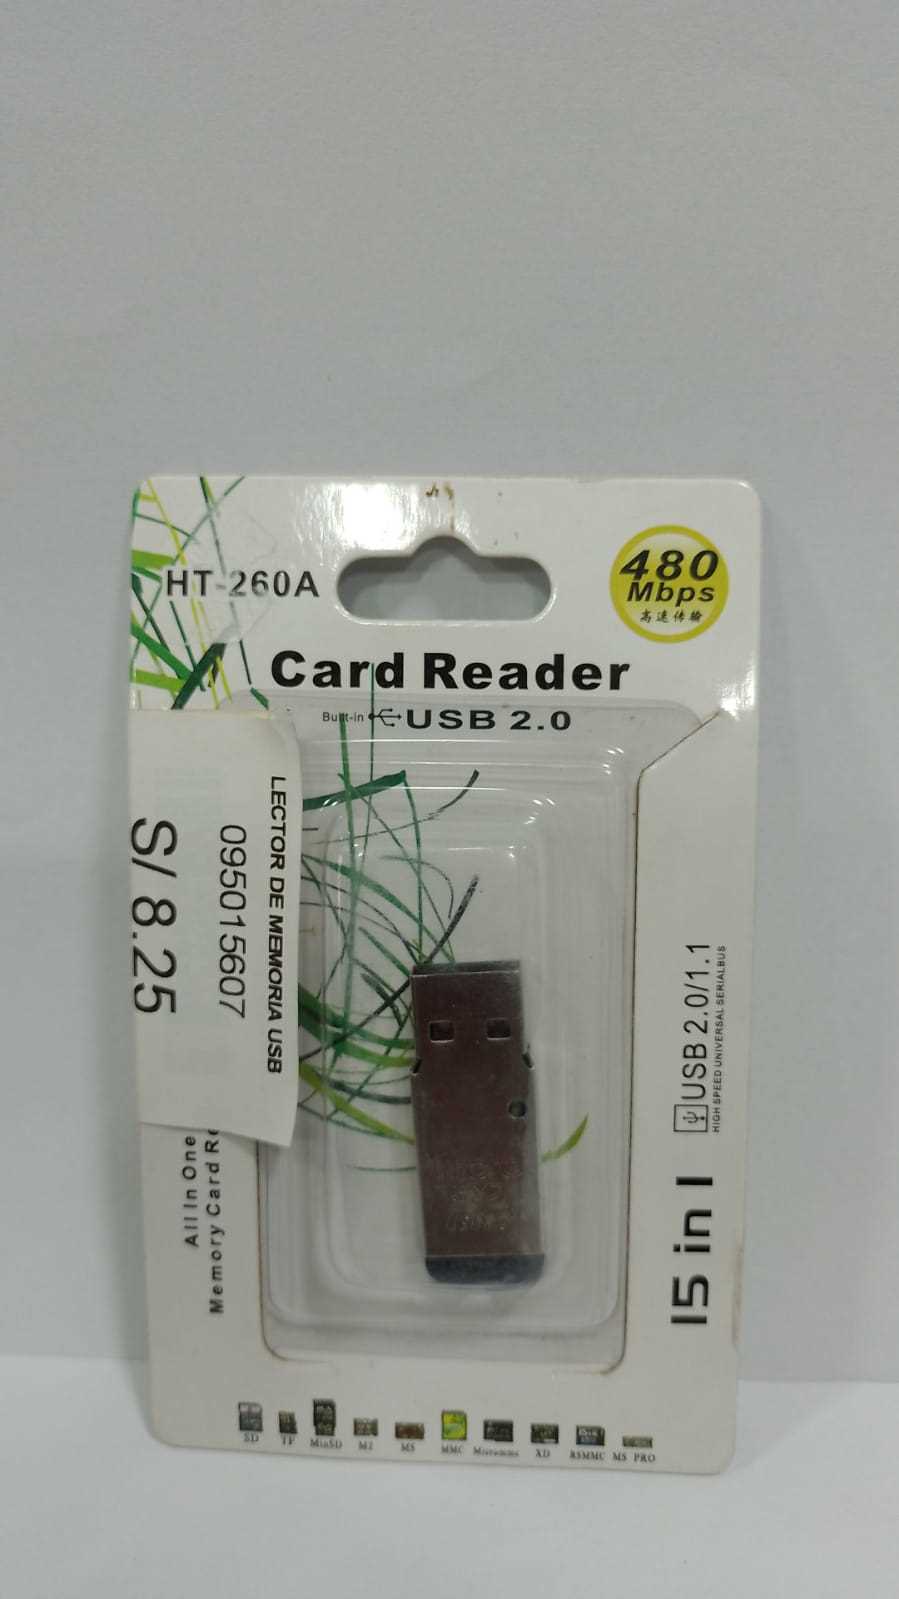 HT-260A
480
Mbps
高速传输
Card Reader
Built-in USB 2.0
LECTOR DE MEMORIA USB
095015607
S/ 8.25
All In One
Memory Card Re
USB 2.0/1.1
HIGH SPEED UNIVERSAL SERIALBUS
15 in 1
SD TF MiniSD M2 MS MMC Micrommc XD RSMMC MS PRO